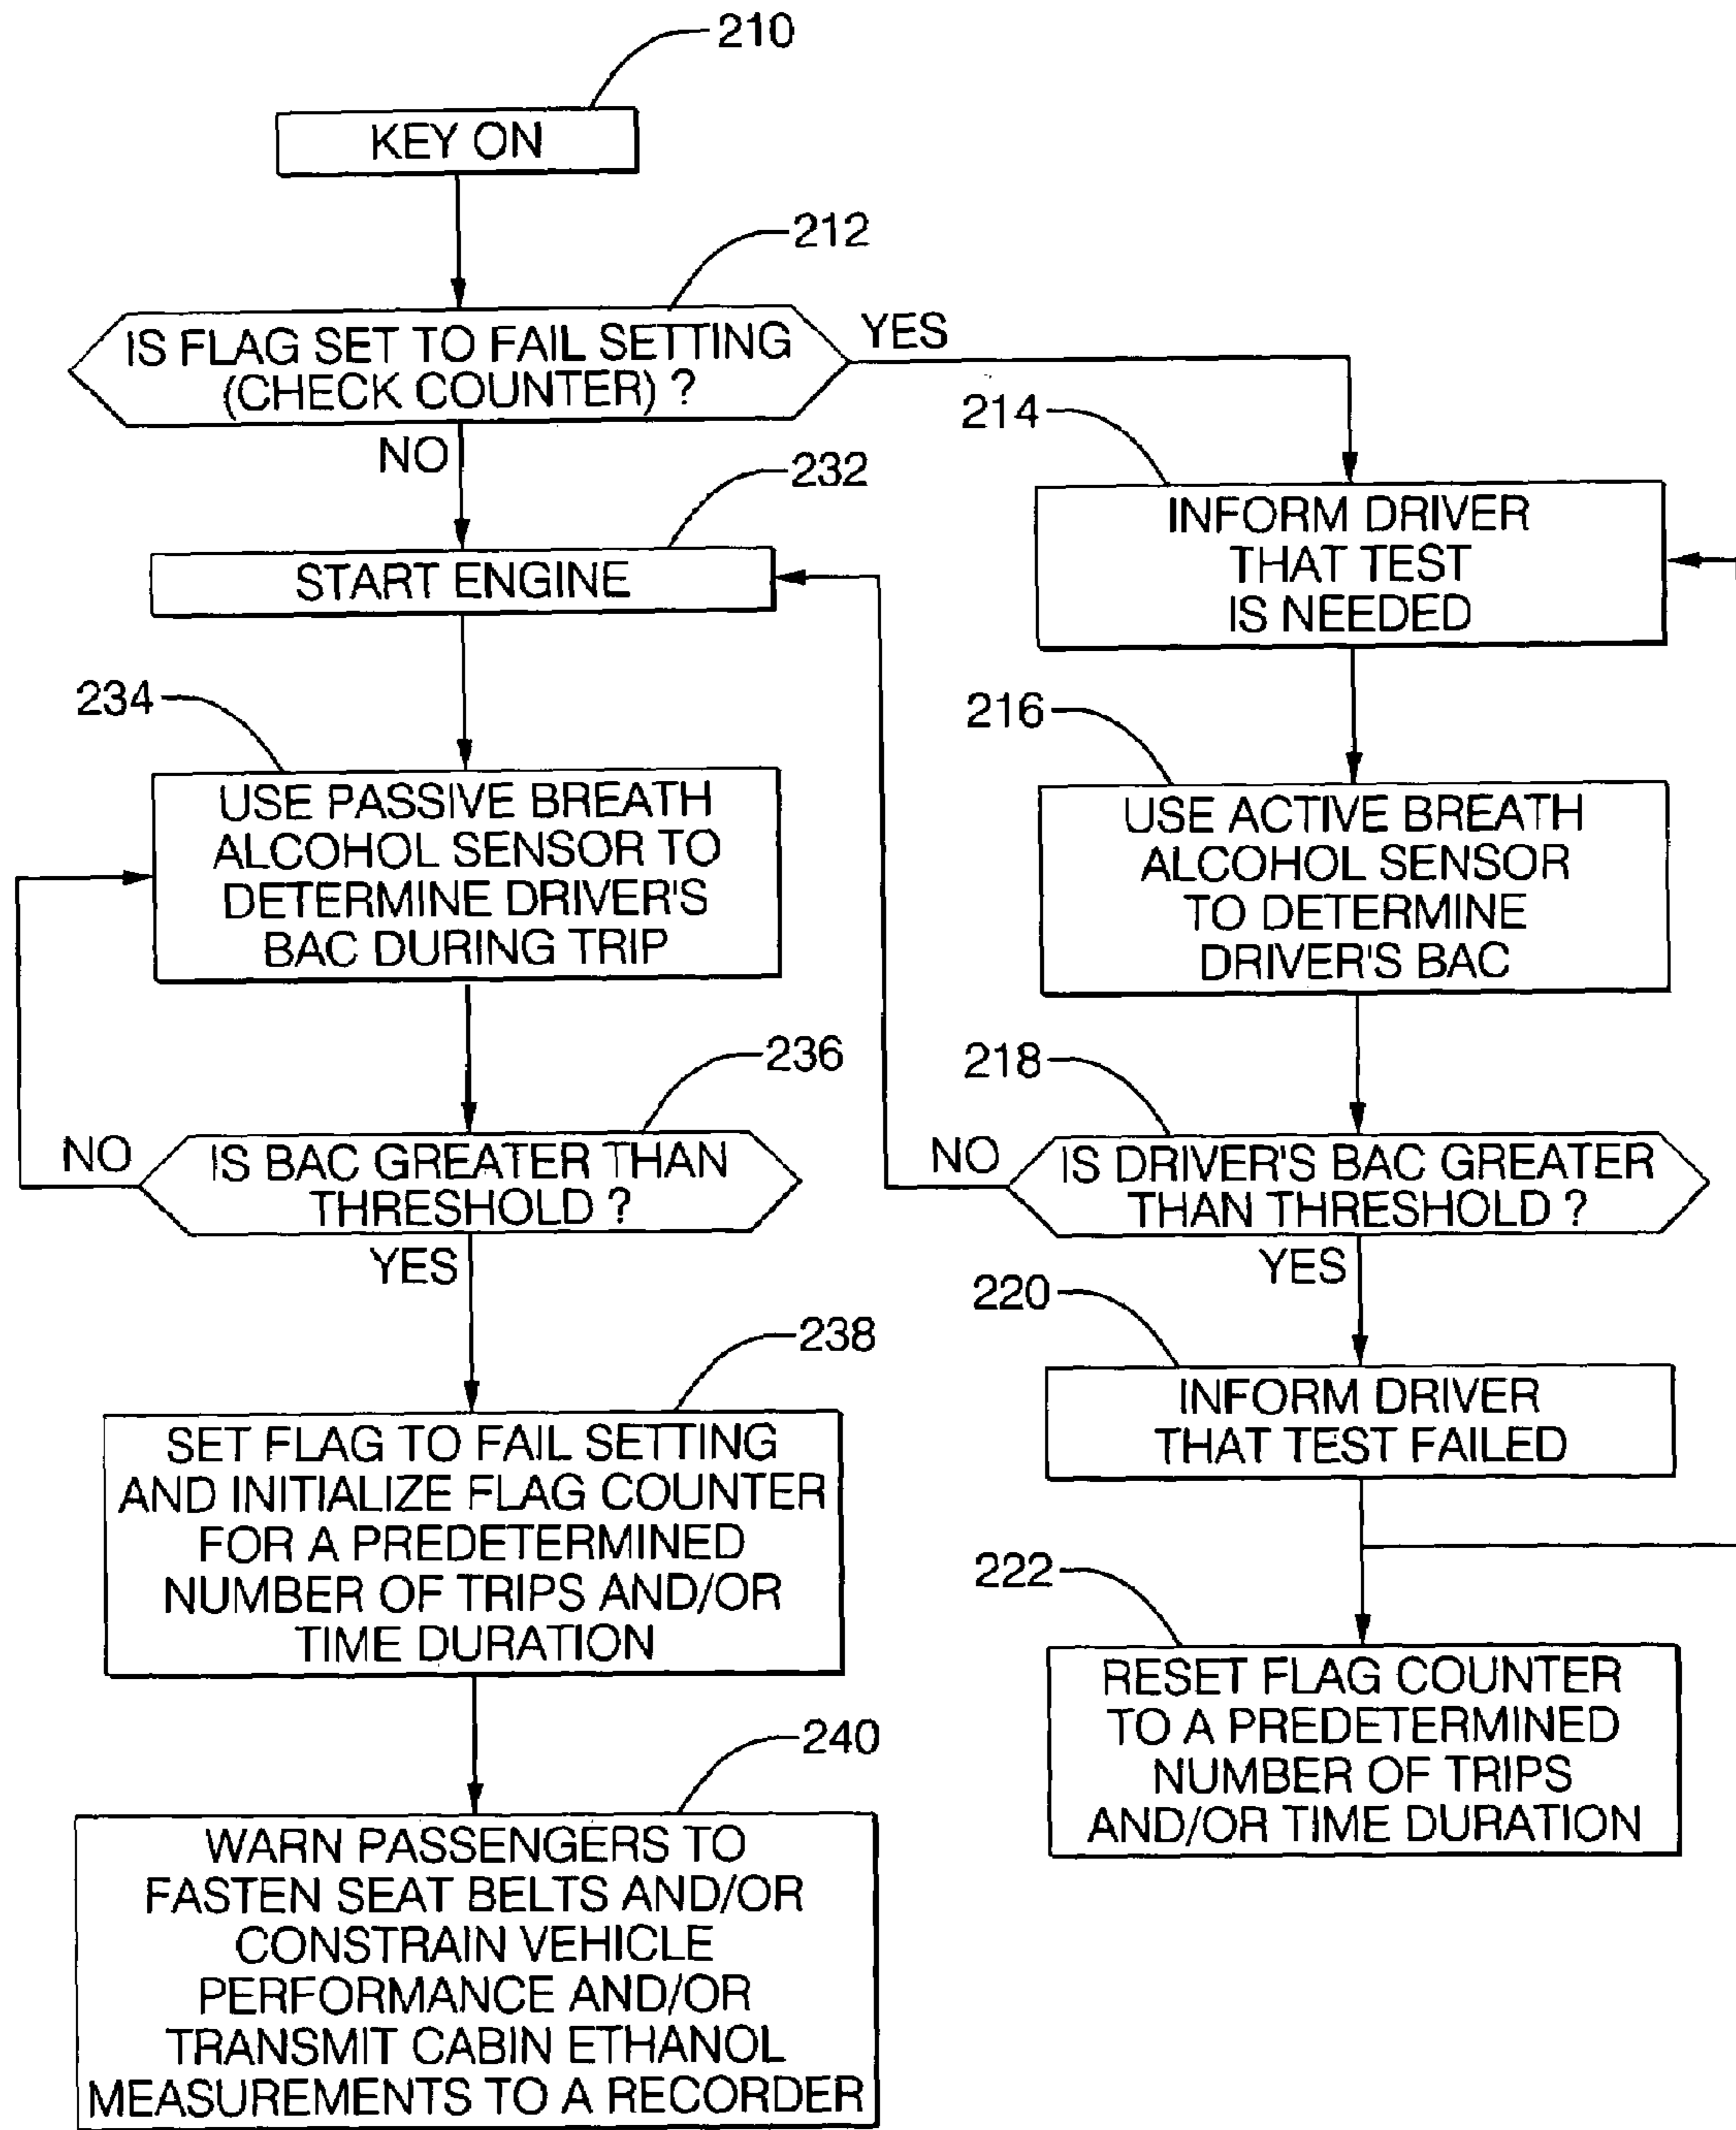 210
KEY ON
212
IS FLAG SET TO FAIL SETTING
(CHECK COUNTER) ?
YES
NO
214
INFORM DRIVER
THAT TEST
IS NEEDED
232
START ENGINE
234
USE PASSIVE BREATH
ALCOHOL SENSOR TO
DETERMINE DRIVER'S
BAC DURING TRIP
216
USE ACTIVE BREATH
ALCOHOL SENSOR
TO DETERMINE
DRIVER'S BAC
236
NO
IS BAC GREATER THAN
THRESHOLD ?
YES
218
NO
IS DRIVER'S BAC GREATER
THAN THRESHOLD ?
YES
220
INFORM DRIVER
THAT TEST FAILED
238
SET FLAG TO FAIL SETTING
AND INITIALIZE FLAG COUNTER
FOR A PREDETERMINED
NUMBER OF TRIPS AND/OR
TIME DURATION
222
RESET FLAG COUNTER
TO A PREDETERMINED
NUMBER OF TRIPS
AND/OR TIME DURATION
240
WARN PASSENGERS TO
FASTEN SEAT BELTS AND/OR
CONSTRAIN VEHICLE
PERFORMANCE AND/OR
TRANSMIT CABIN ETHANOL
MEASUREMENTS TO A RECORDER